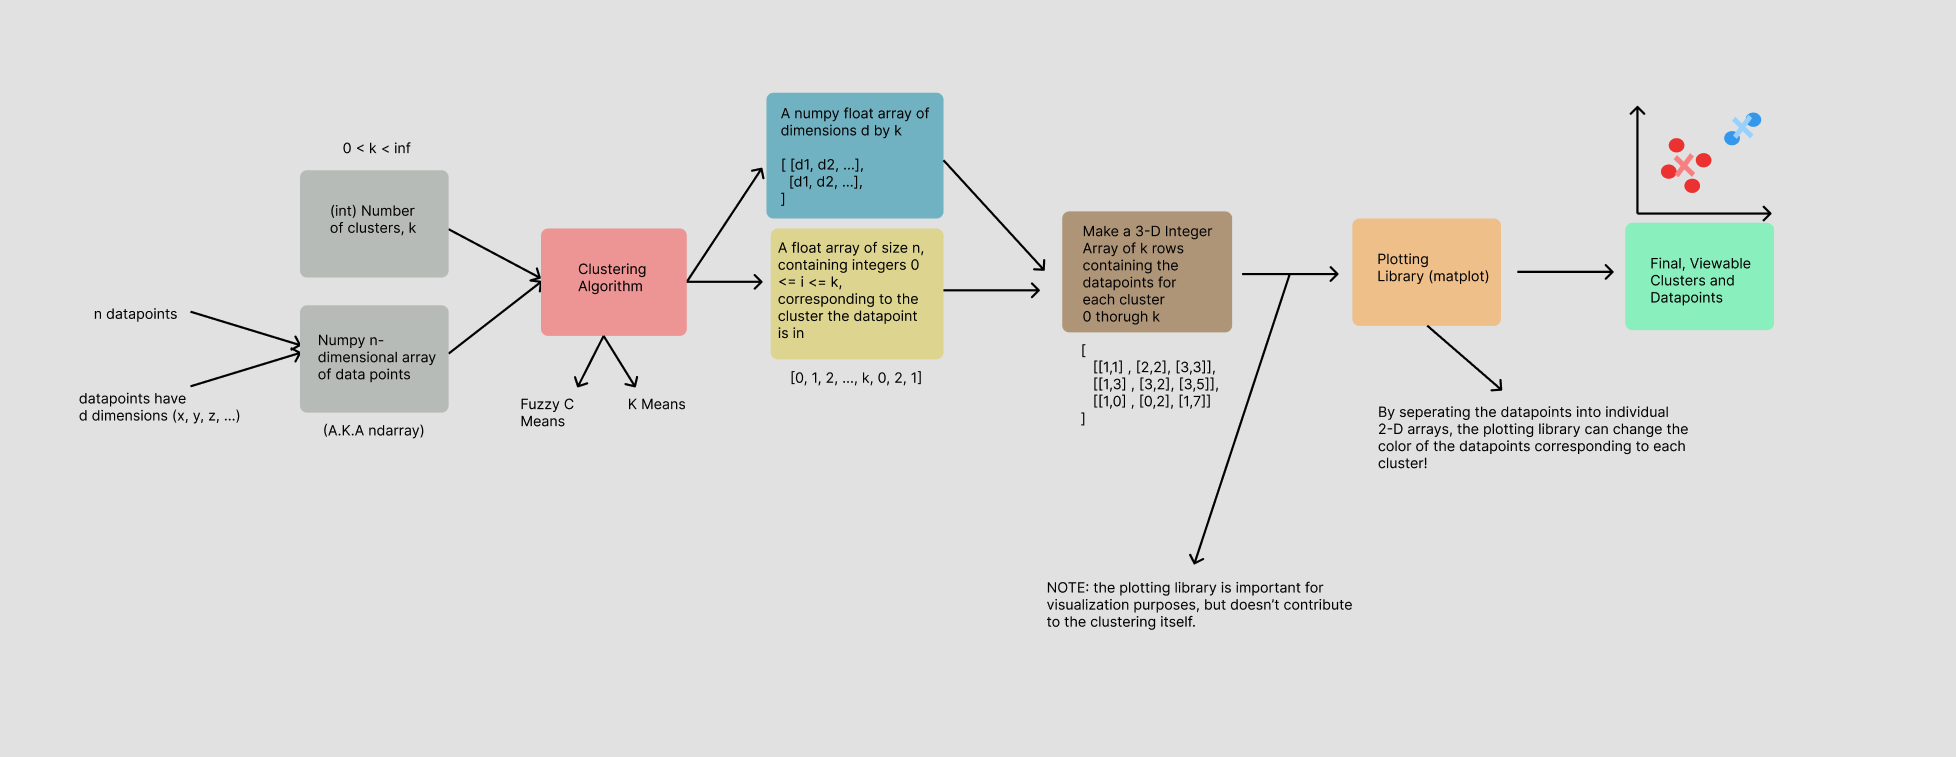 0 < k < inf
(int) Number
of clusters, k
n datapoints
datapoints have
d dimensions (x, y, z, ...)
Numpy n-
dimensional array
of data points
(A.K.A ndarray)
Clustering
Algorithm
Fuzzy C
Means
K Means
A numpy float array of
dimensions d by k
[ [d1, d2, ...],
[d1, d2, ...],
]
A float array of size n,
containing integers 0
<= i <= k,
corresponding to the
cluster the datapoint
is in
[0, 1, 2, ..., k, 0, 2, 1]
Make a 3-D Integer
Array of k rows
containing the
datapoints for
each cluster
0 thorugh k
[
[[1,1] , [2,2], [3,3]],
[[1,3] , [3,2], [3,5]],
[[1,0] , [0,2], [1,7]]
]
NOTE: the plotting library is important for
visualization purposes, but doesn't contribute
to the clustering itself.
Plotting
Library (matplot)
By seperating the datapoints into individual
2-D arrays, the plotting library can change the
color of the datapoints corresponding to each
cluster!
Final, Viewable
Clusters and
Datapoints